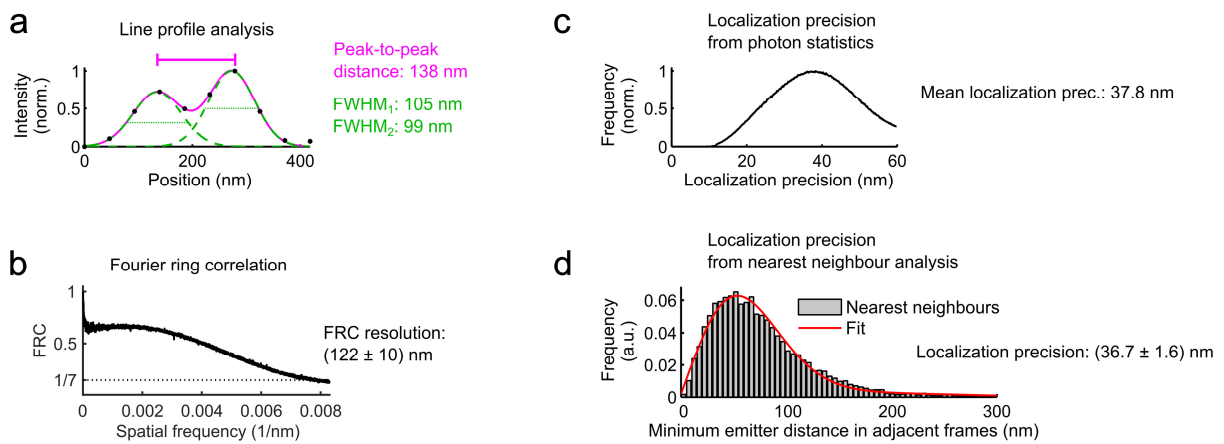 a
Line profile analysis
Peak-to-peak
distance: 138 nm
FWHM1: 105 nm
FWHM2: 99 nm
Intensity
(norm.)
1
0.5
0
0 200 400
Position (nm)
b
Fourier ring correlation
FRC
1
0.5
1/7
0 0.002 0.004 0.006 0.008
Spatial frequency (1/nm)
FRC resolution:
(122 ± 10) nm
c
Localization precision
from photon statistics
Frequency
(norm.)
1
0.5
0
0 20 40 60
Localization precision (nm)
Mean localization prec.: 37.8 nm
d
Localization precision
from nearest neighbour analysis
Frequency
(a.u.)
0.06
0.04
0.02
0
0 100 200 300
Minimum emitter distance in adjacent frames (nm)
Nearest neighbours
Fit
Localization precision: (36.7 ± 1.6) nm